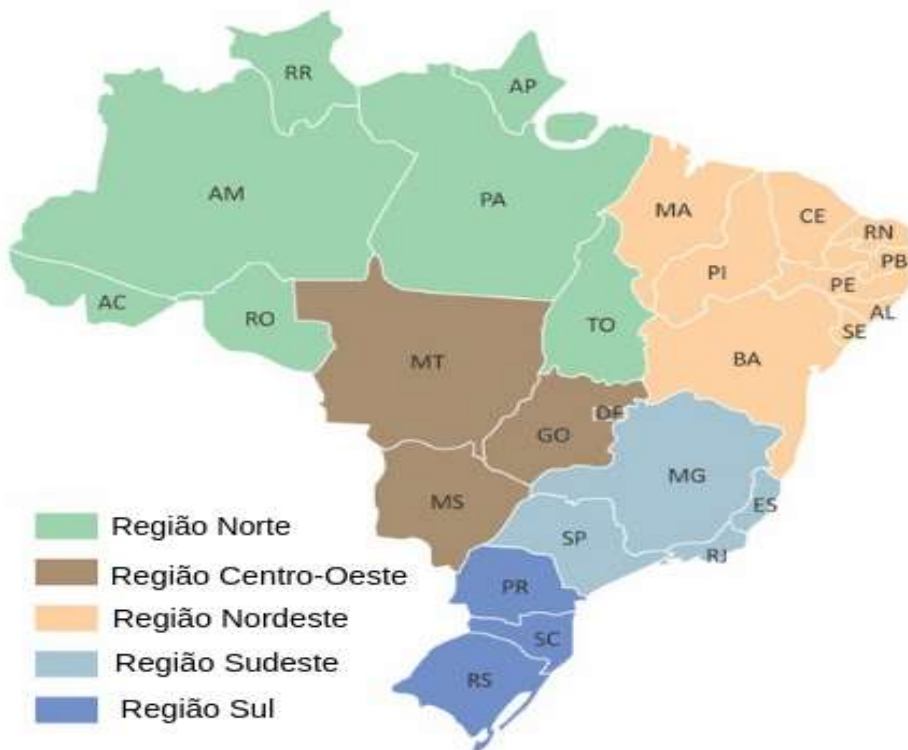 RR
AP
AM
PA
MA
CE
RN
PB
PI
PE
AL
SE
AC
RO
TO
BA
MT
DF
GO
MG
MS
ES
SP
RJ
PR
SC
RS
Região Norte
Região Centro-Oeste
Região Nordeste
Região Sudeste
Região Sul